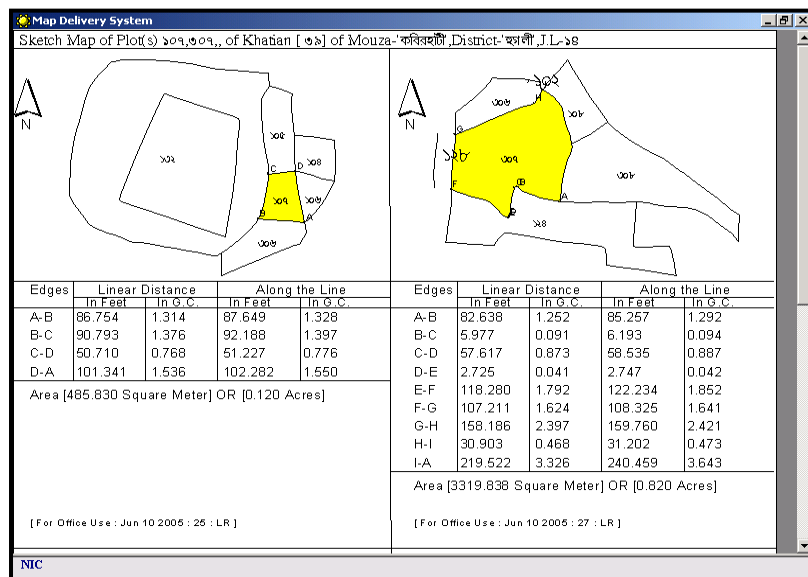 Map Delivery System
Sketch Map of Plot(s) ১০৭,৩০৭,, of Khatian [ ৩৯] of Mouza-'কবিরহাটী',District-'হুগলী',J.L-১৪
N
১০২
১০৫
১০৪
C
D
১০৭
B
A
১০৬
Edges Linear Distance Along the Line
In Feet In G.C. In Feet In G.C.
A-B 86.754 1.314 87.649 1.328
B-C 90.793 1.376 92.188 1.397
C-D 50.710 0.768 51.227 0.776
D-A 101.341 1.536 102.282 1.550
Area [485.830 Square Meter] OR [0.120 Acres]
[ For Office Use : Jun 10 2005 : 25 : LR ]
N
H
G
৩০৭
F
A
Edges Linear Distance Along the Line
In Feet In G.C. In Feet In G.C.
A-B 82.638 1.252 85.257 1.292
B-C 5.977 0.091 6.193 0.094
C-D 57.617 0.873 58.535 0.887
D-E 2.725 0.041 2.747 0.042
E-F 118.280 1.792 122.234 1.852
F-G 107.211 1.624 108.325 1.641
G-H 158.186 2.397 159.760 2.421
H-I 30.903 0.468 31.202 0.473
I-A 219.522 3.326 240.459 3.643
Area [3319.838 Square Meter] OR [0.820 Acres]
[ For Office Use : Jun 10 2005 : 27 : LR ]
NIC